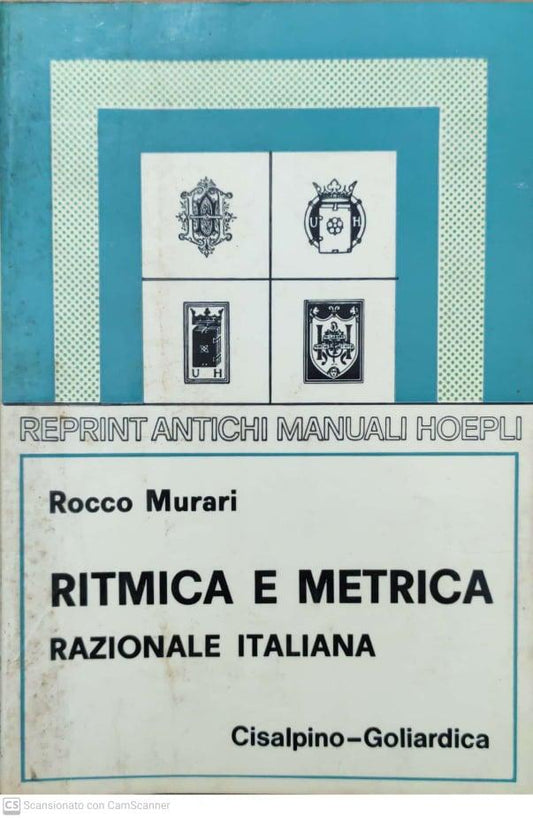 U H
U H
REPRINT ANTICHI MANUALI HOEPLI
Rocco Murari
RITMICA E METRICA
RAZIONALE ITALIANA
Cisalpino-Goliardica
CS Scansionato con CamScanner